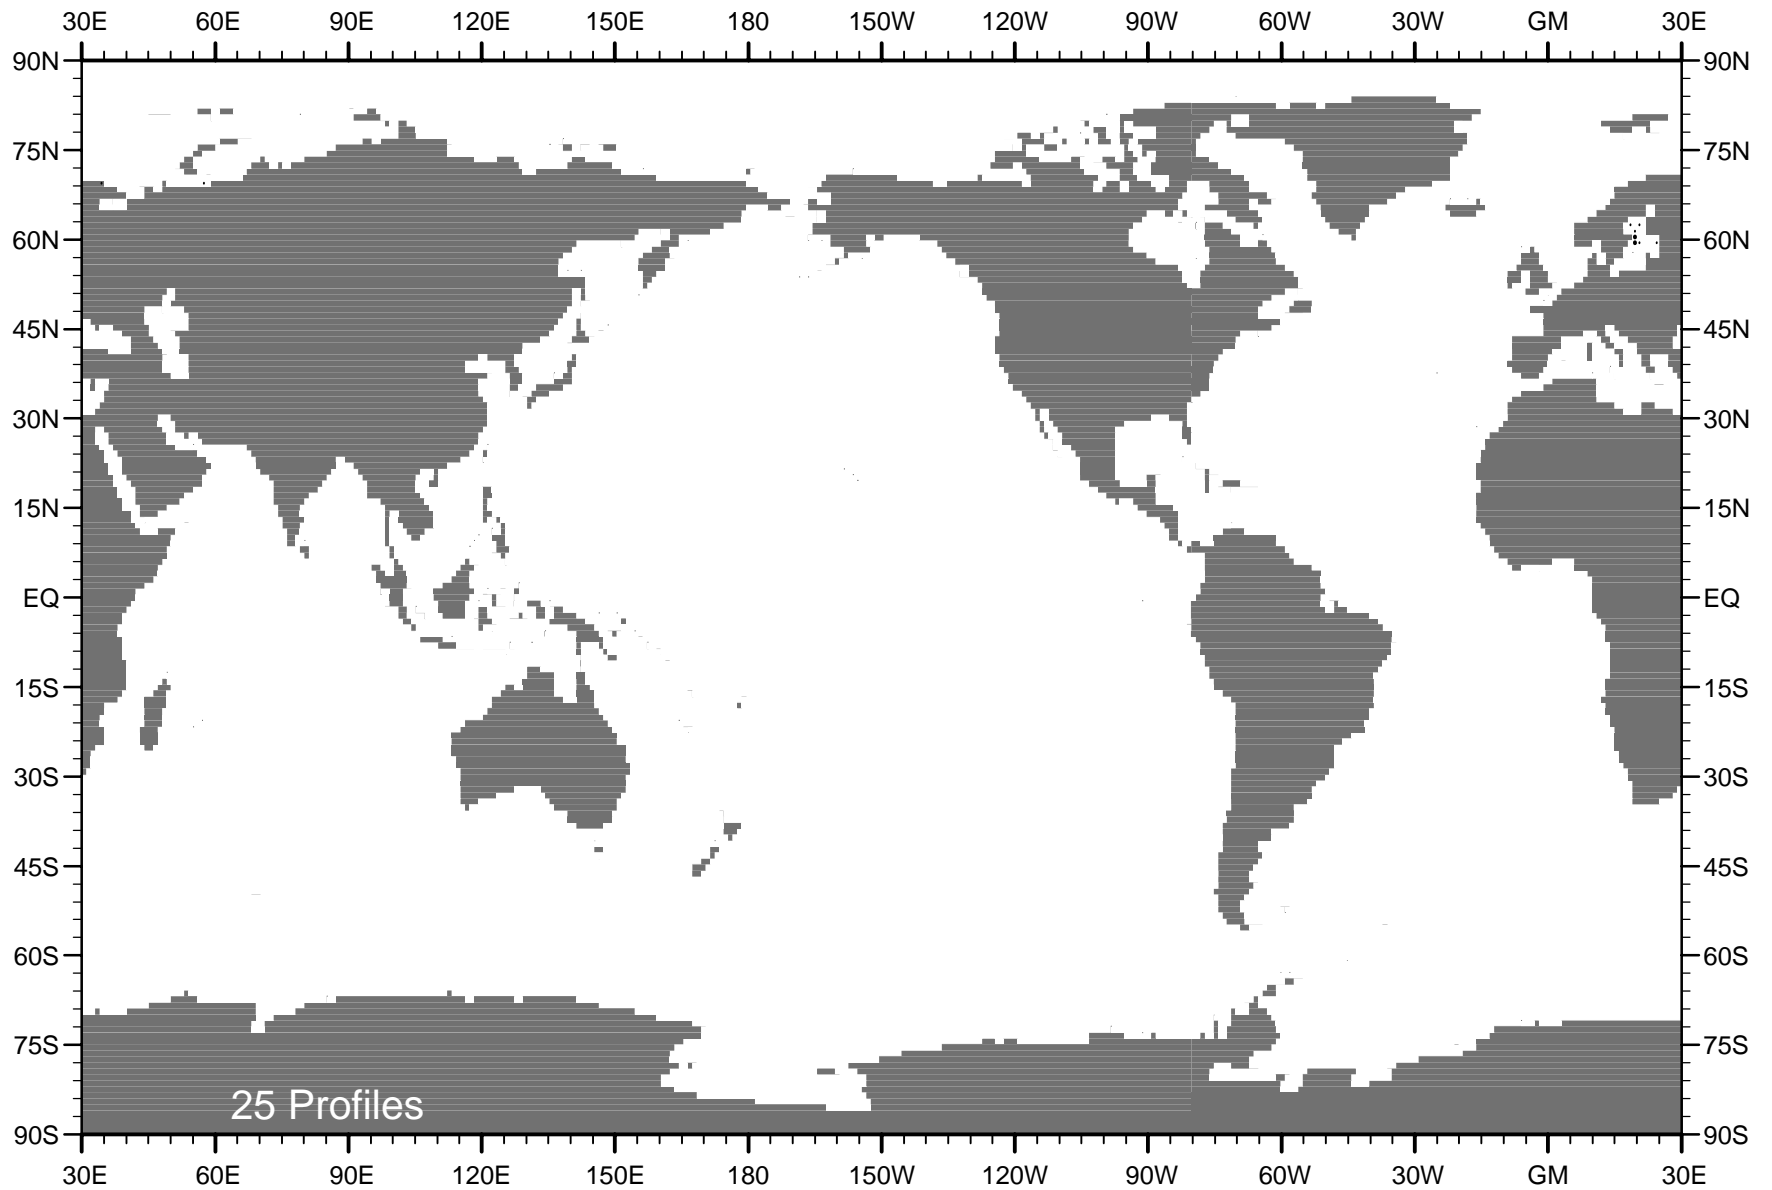 30E 60E 90E 120E 150E 180 150W 120W 90W 60W 30W GM 30E
90N 90N
75N 75N
60N 60N
45N 45N
30N 30N
15N 15N
EQ EQ
15S 15S
30S 30S
45S 45S
60S 60S
75S 75S
25 Profiles
90S 90S
30E 60E 90E 120E 150E 180 150W 120W 90W 60W 30W GM 30E